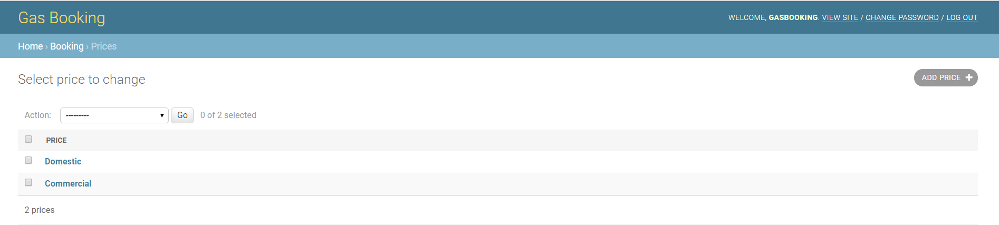 Gas Booking
WELCOME, GASBOOKING. VIEW SITE / CHANGE PASSWORD / LOG OUT
Home › Booking › Prices
Select price to change
ADD PRICE
Action: --------- Go 0 of 2 selected
PRICE
Domestic
Commercial
2 prices